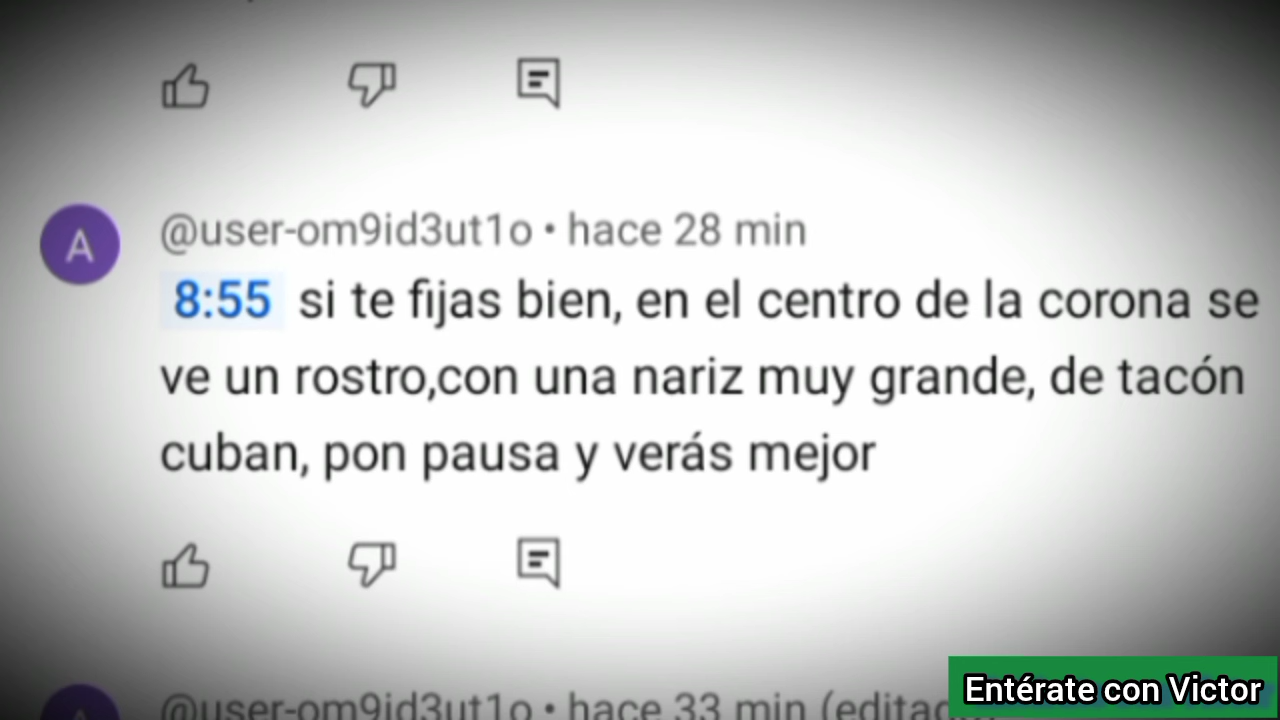 @user-om9id3ut1o • hace 28 min
8:55 si te fijas bien, en el centro de la corona se
ve un rostro,con una nariz muy grande, de tacón
cuban, pon pausa y verás mejor
@user-om9id3ut1o • hace 33 min
Entérate con Victor